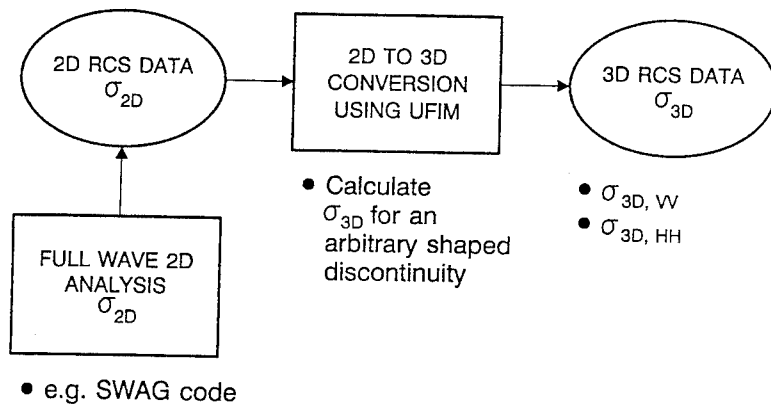 2D RCS DATA
σ2D
2D TO 3D
CONVERSION
USING UFIM
3D RCS DATA
σ3D
• Calculate
σ3D for an
arbitrary shaped
discontinuity
• σ3D, VV
• σ3D, HH
FULL WAVE 2D
ANALYSIS
σ2D
• e.g. SWAG code